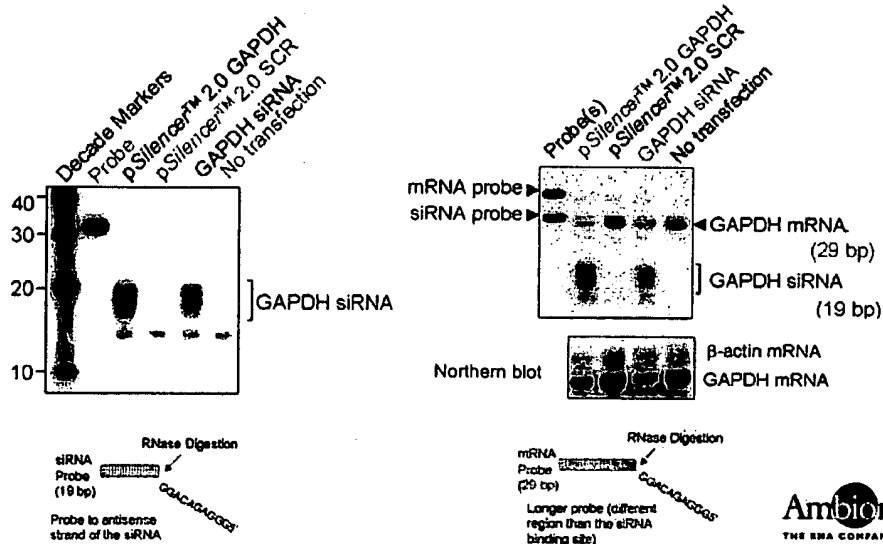 Decade Markers
Probe
pSilencer™ 2.0 GAPDH
pSilencer™ 2.0 SCR
GAPDH siRNA
No transfection
40
30
20
10
GAPDH siRNA
RNase Digestion
siRNA
Probe
(19 bp)
GGACAGAGGG5'
Probe to antisense
strand of the siRNA
Probe(s)
pSilencer™ 2.0 GAPDH
pSilencer™ 2.0 SCR
GAPDH siRNA
No transfection
mRNA probe
siRNA probe
GAPDH mRNA.
(29 bp)
GAPDH siRNA
(19 bp)
Northern blot
β-actin mRNA
GAPDH mRNA
RNase Digestion
mRNA
Probe
(29 bp)
GGACAGAGGG5'
Longer probe (different
region than the siRNA
binding site)
Ambion
THE RNA COMPANY